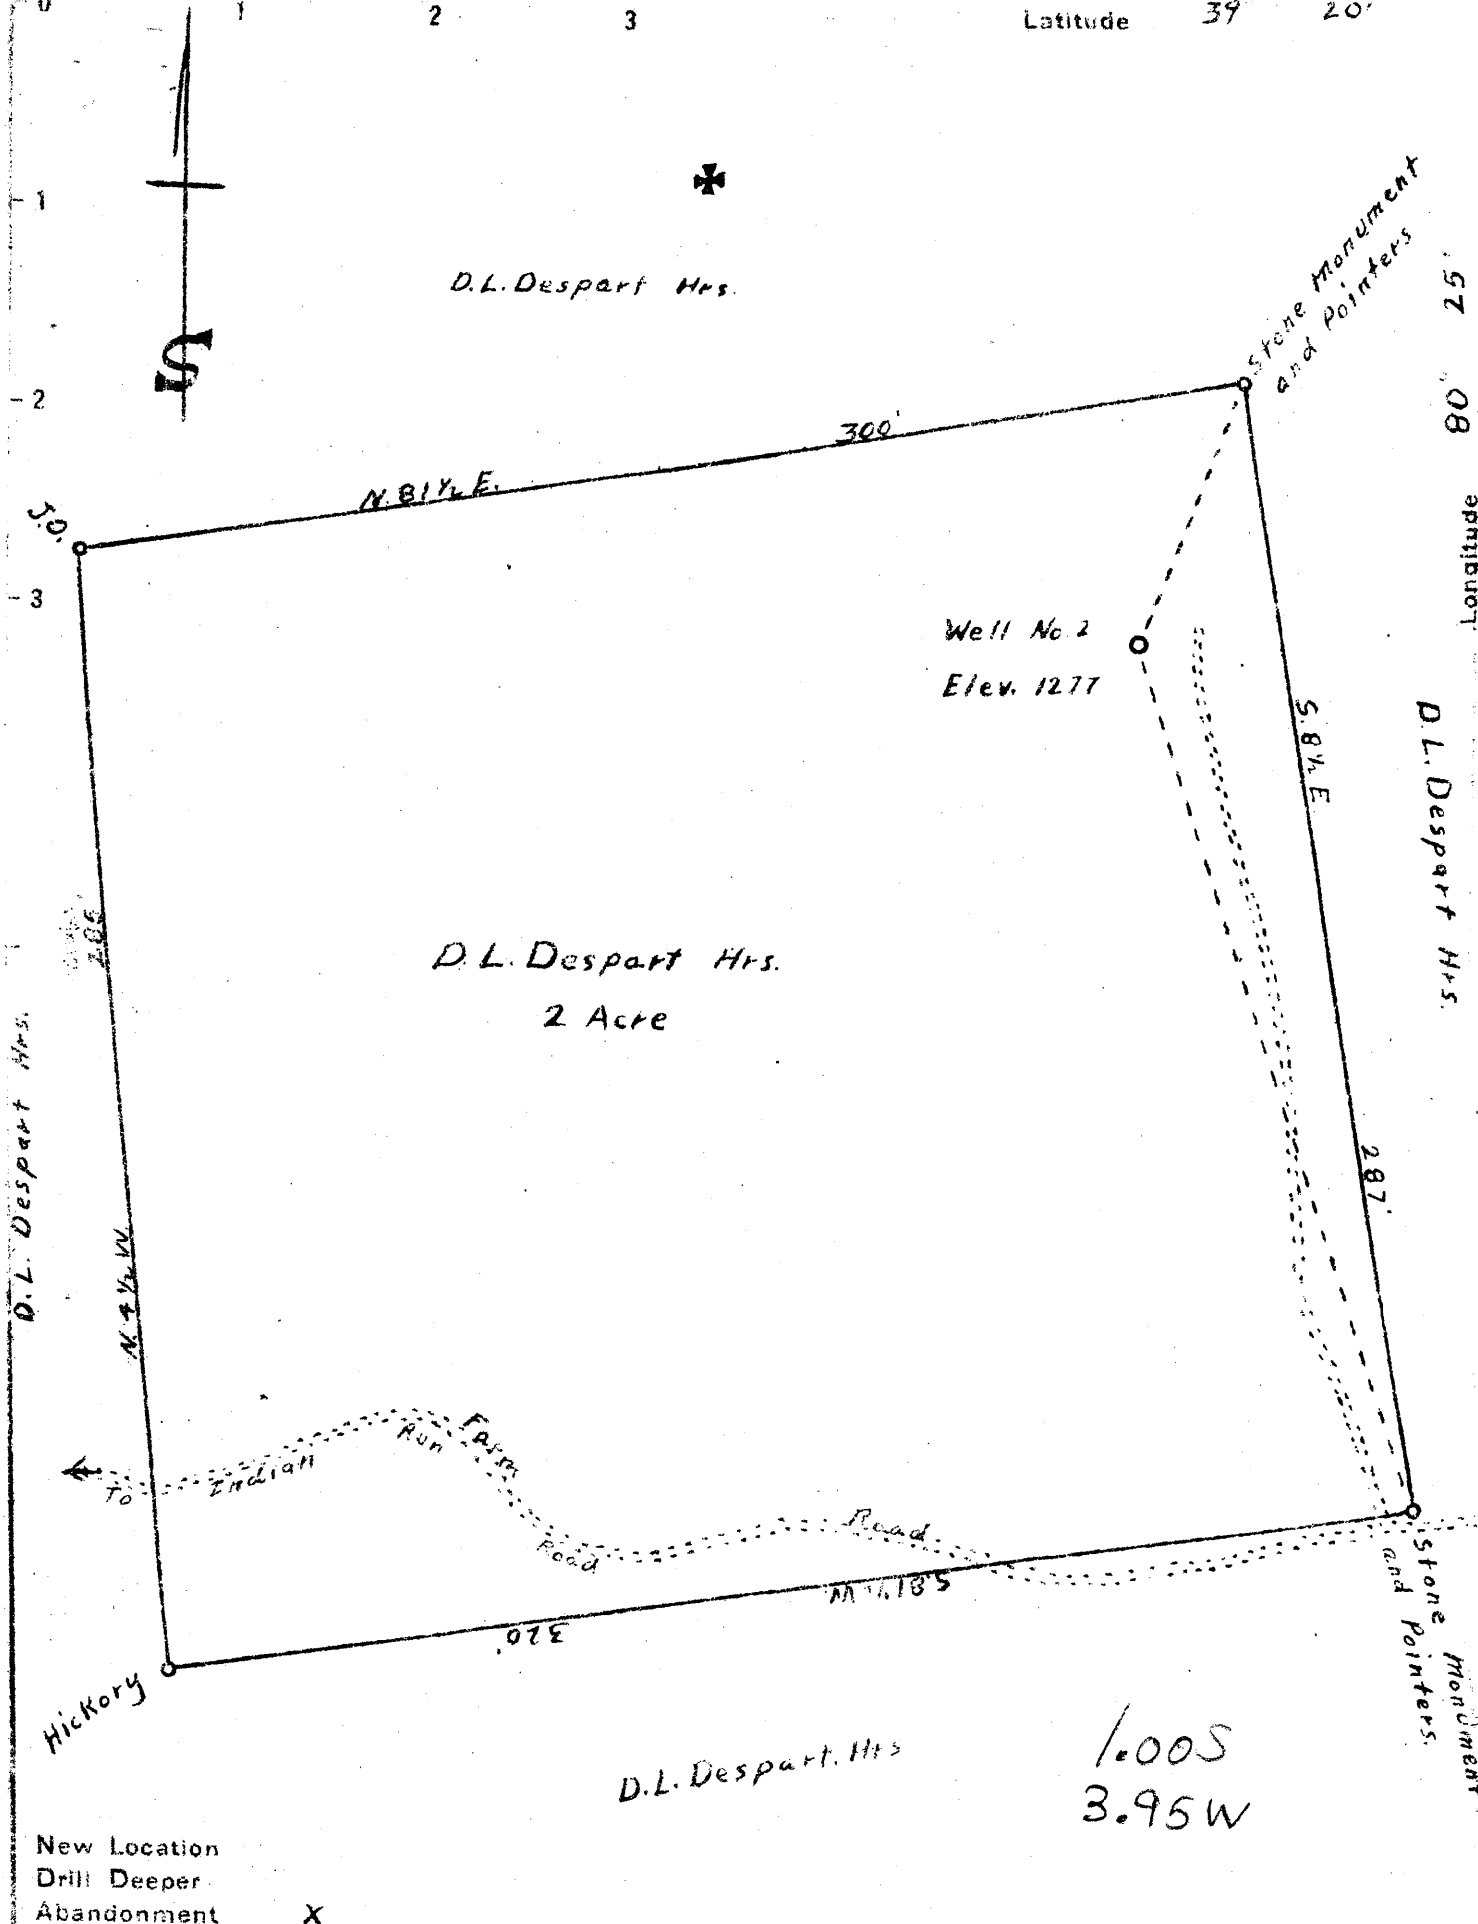 0 1 2 3
Latitude 39 20'
1
2
3
S
D.L. Despart Hrs.
Stone Monument
and Pointers
25
80
Longitude
300'
N. 81½ E.
J.O.
Well No. 2
Elev. 1277
S. 8½ E
D.L. Despart Hrs.
D.L. Despart Hrs.
2 Acre
286
287'
D.L. Despart Hrs.
N. 4½ W.
To Indian Run Road
Farm Road
S. 81½ W.
320'
Hickory
Stone Monument
and Pointers.
D.L. Despart. Hrs
1.00S
3.95W
New Location
Drill Deeper
Abandonment X